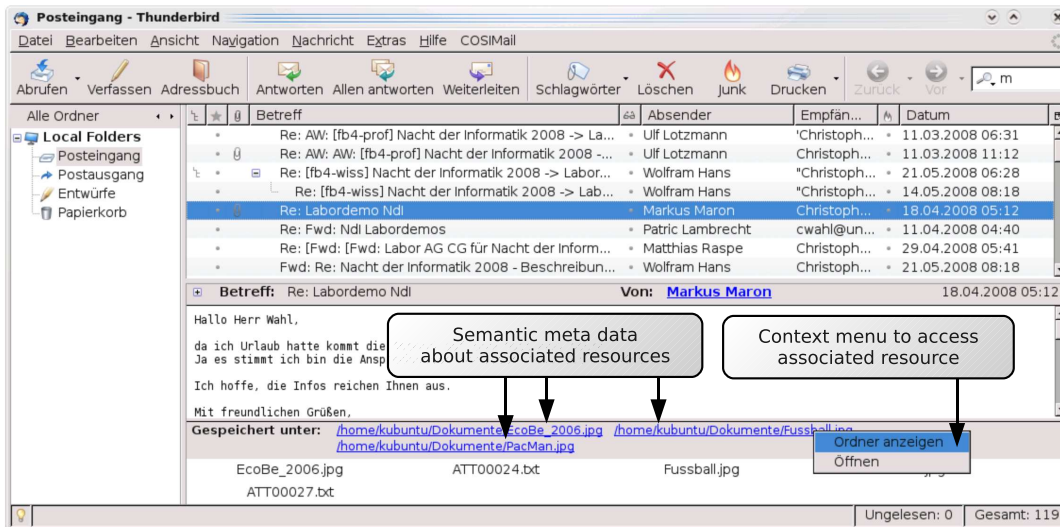 Posteingang - Thunderbird
Datei Bearbeiten Ansicht Navigation Nachricht Extras Hilfe COSIMail
Abrufen Verfassen Adressbuch Antworten Allen antworten Weiterleiten Schlagwörter Löschen Junk Drucken Zurück Vor m
Alle Ordner Betreff Absender Empfän... Datum
Local Folders
Posteingang
Postausgang
Entwürfe
Papierkorb
Re: AW: [fb4-prof] Nacht der Informatik 2008 -> La... Ulf Lotzmann 'Christoph... 11.03.2008 06:31
Re: AW: AW: [fb4-prof] Nacht der Informatik 2008 -... Ulf Lotzmann Christoph... 11.03.2008 11:12
Re: [fb4-wiss] Nacht der Informatik 2008 -> Labor... Wolfram Hans "Christoph... 21.05.2008 06:28
Re: [fb4-wiss] Nacht der Informatik 2008 -> Lab... Wolfram Hans "Christoph... 14.05.2008 08:18
Re: Labordemo NdI Markus Maron Christoph... 18.04.2008 05:12
Re: Fwd: NdI Labordemos Patric Lambrecht cwahl@un... 11.04.2008 04:40
Re: [Fwd: [Fwd: Labor AG CG für Nacht der Inform... Matthias Raspe Christoph... 29.04.2008 05:41
Fwd: Re: Nacht der Informatik 2008 - Beschreibun... Wolfram Hans Christoph... 21.05.2008 08:18
Betreff: Re: Labordemo NdI Von: Markus Maron 18.04.2008 05:12
Hallo Herr Wahl,
da ich Urlaub hatte kommt die
Ja es stimmt ich bin die Ansp
Ich hoffe, die Infos reichen Ihnen aus.
Mit freundlichen Grüßen,
Semantic meta data
about associated resources
Context menu to access
associated resource
Gespeichert unter: /home/kubuntu/Dokumente/EcoBe_2006.jpg /home/kubuntu/Dokumente/Fussball.jpg
/home/kubuntu/Dokumente/PacMan.jpg
Ordner anzeigen
Öffnen
EcoBe_2006.jpg ATT00024.txt Fussball.jpg
ATT00027.txt
Ungelesen: 0 Gesamt: 119